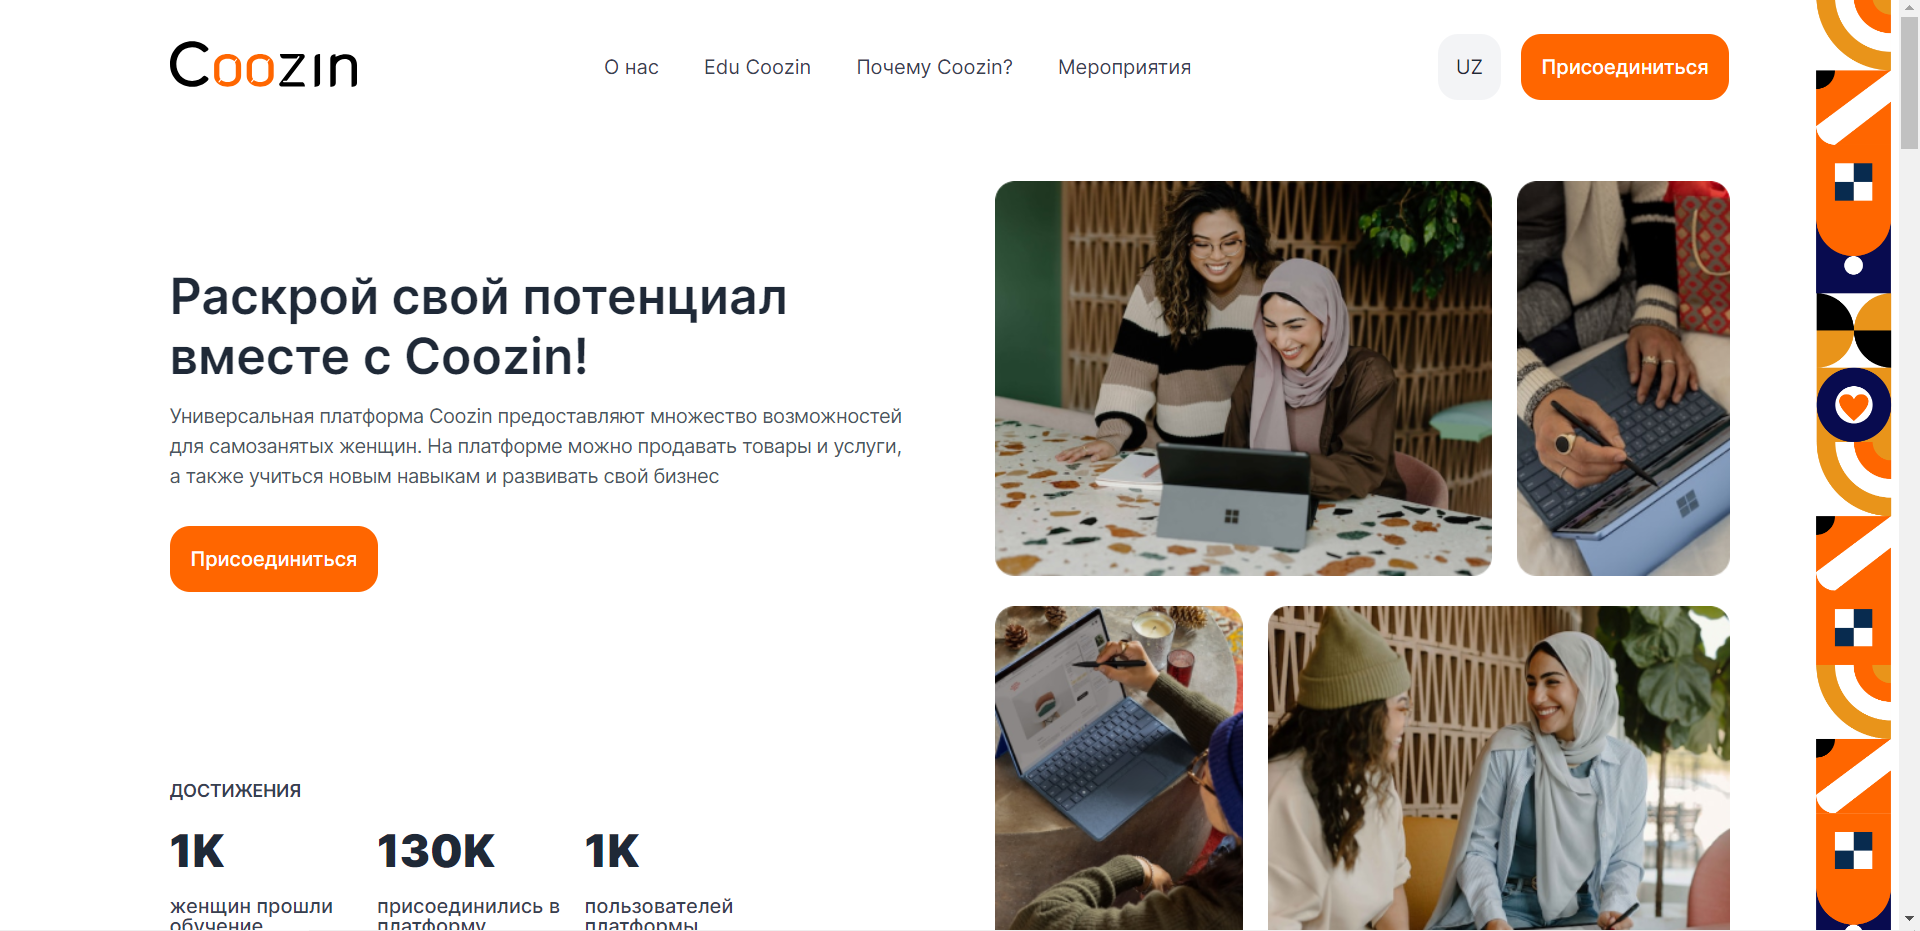 Coozin
О нас
Edu Coozin
Почему Coozin?
Мероприятия
UZ
Присоединиться
Раскрой свой потенциал
вместе с Coozin!
Универсальная платформа Coozin предоставляют множество возможностей
для самозанятых женщин. На платформе можно продавать товары и услуги,
а также учиться новым навыкам и развивать свой бизнес
Присоединиться
ДОСТИЖЕНИЯ
1K
130K
1K
женщин прошли
обучение
присоединились в
платформу
пользователей
платформы